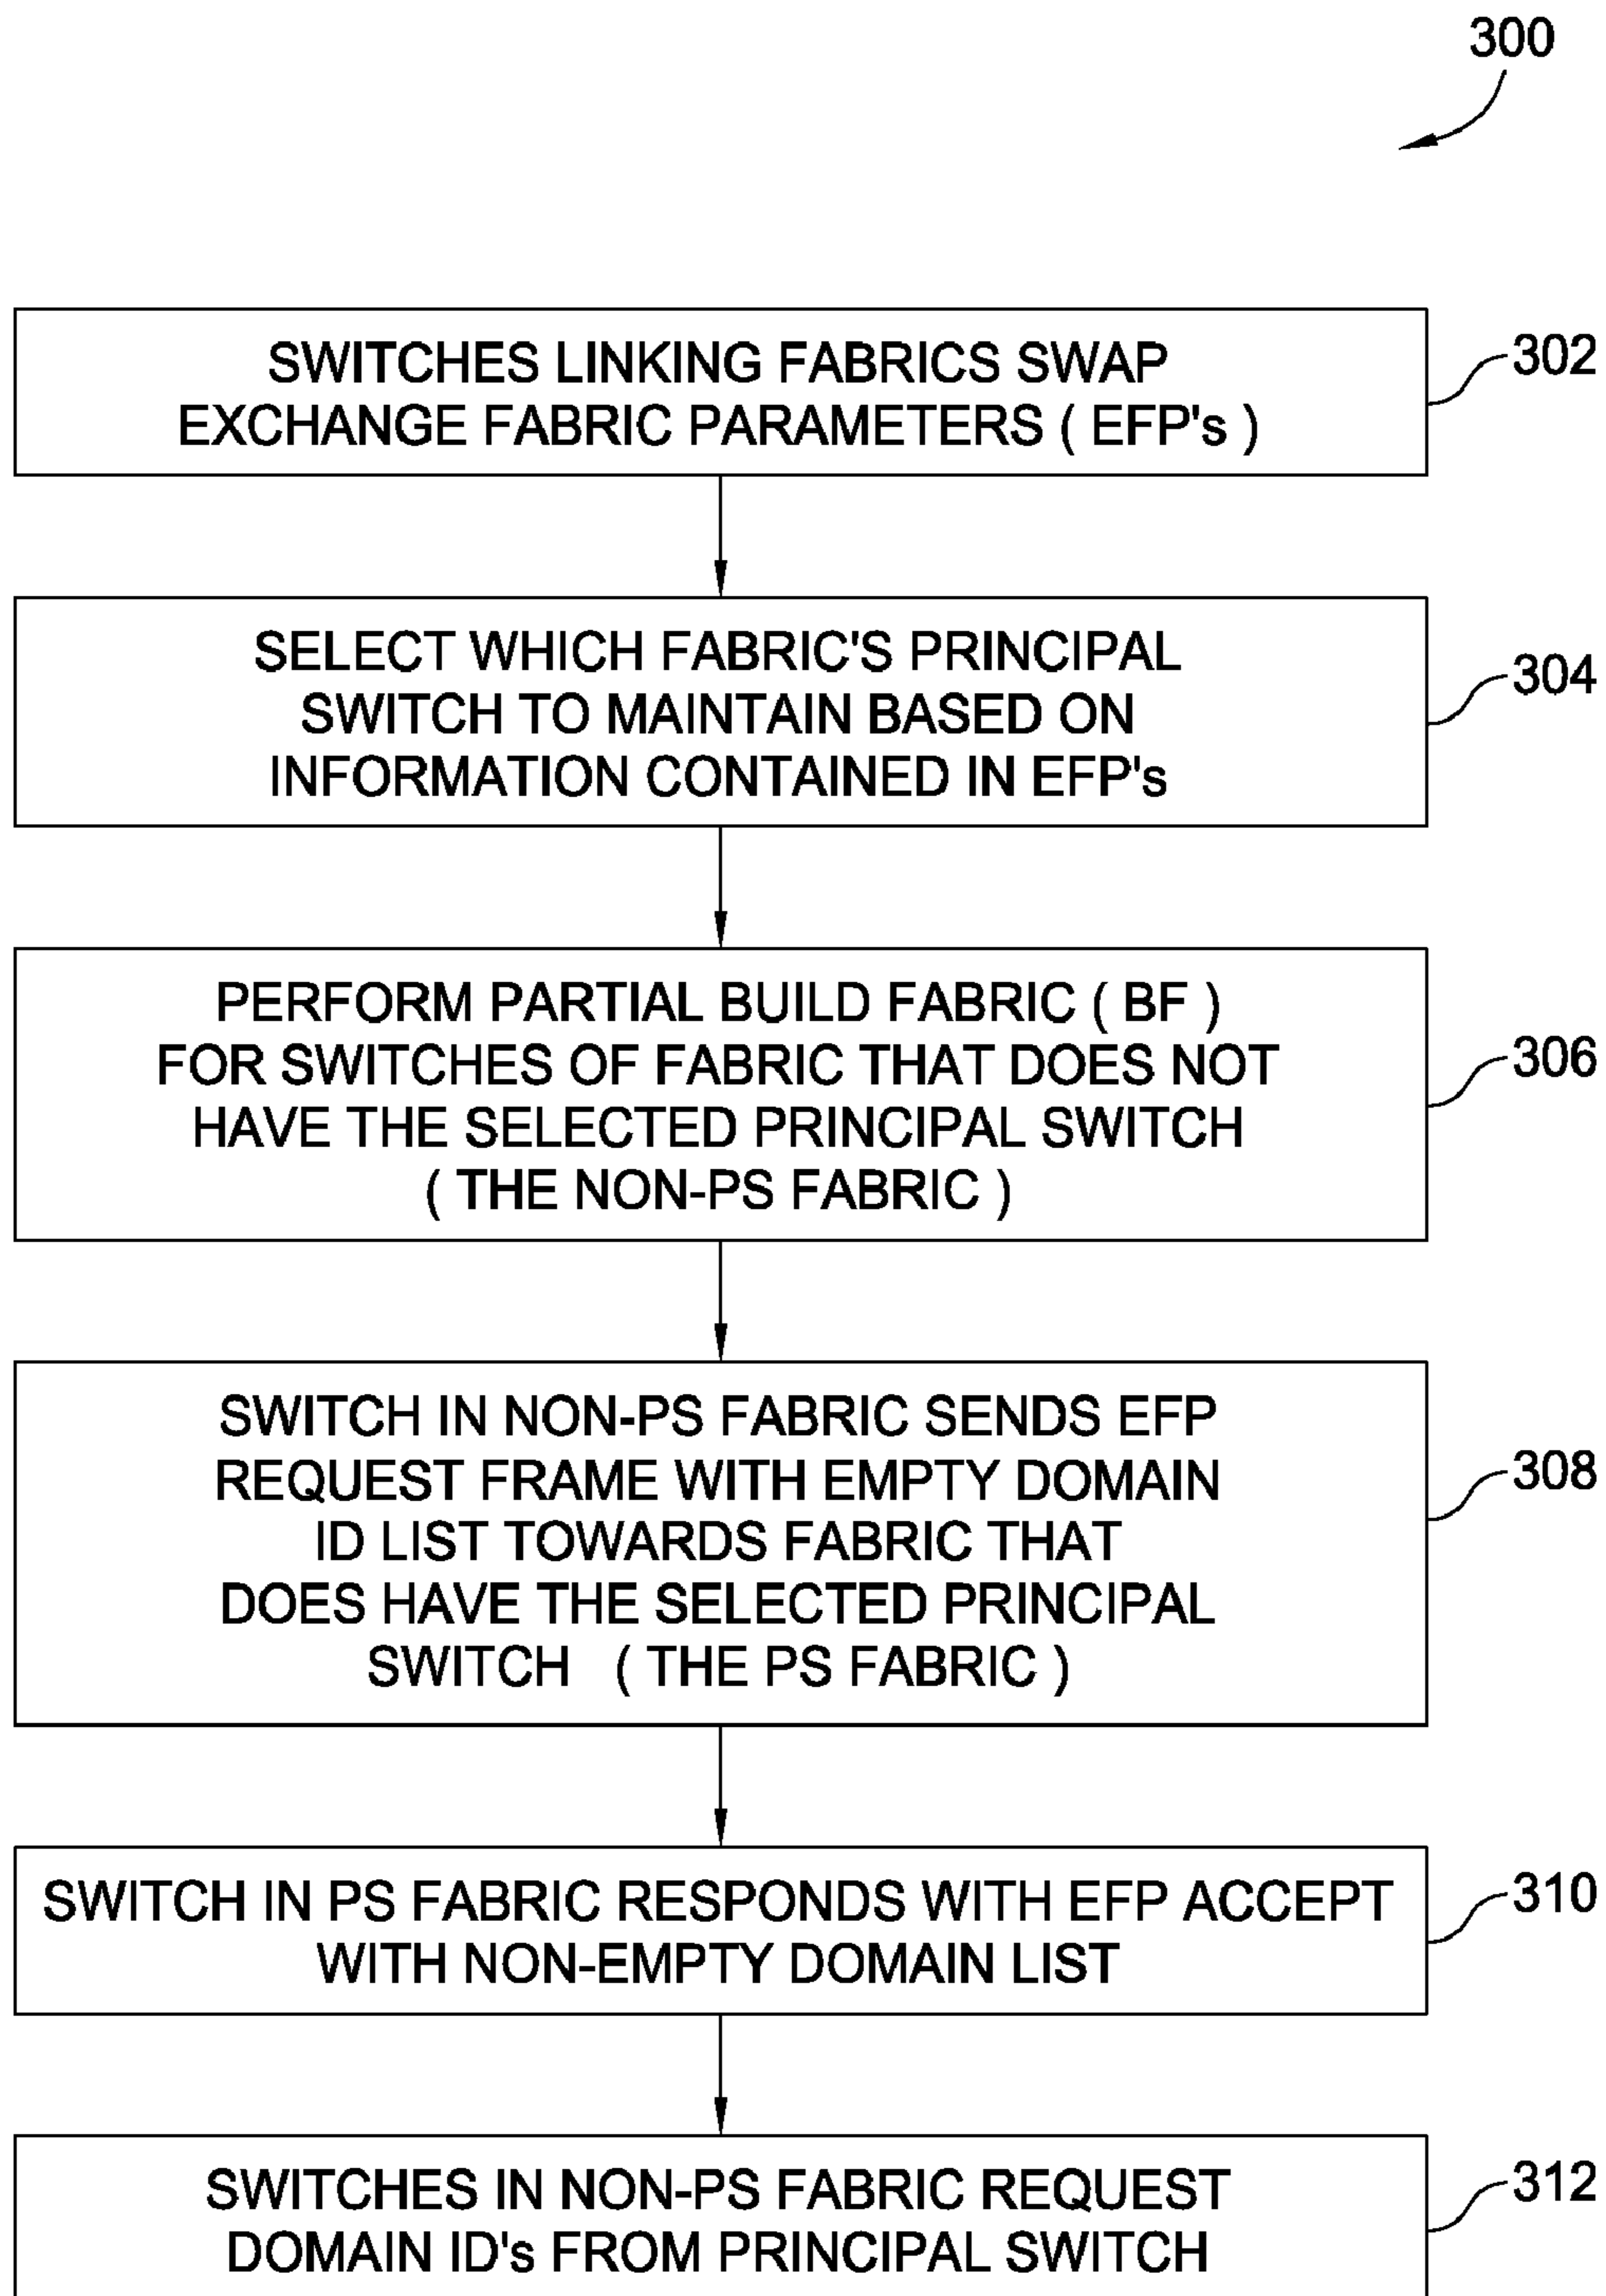 300
SWITCHES LINKING FABRICS SWAP
EXCHANGE FABRIC PARAMETERS ( EFP's )
302
SELECT WHICH FABRIC'S PRINCIPAL
SWITCH TO MAINTAIN BASED ON
INFORMATION CONTAINED IN EFP's
304
PERFORM PARTIAL BUILD FABRIC ( BF )
FOR SWITCHES OF FABRIC THAT DOES NOT
HAVE THE SELECTED PRINCIPAL SWITCH
( THE NON-PS FABRIC )
306
SWITCH IN NON-PS FABRIC SENDS EFP
REQUEST FRAME WITH EMPTY DOMAIN
ID LIST TOWARDS FABRIC THAT
DOES HAVE THE SELECTED PRINCIPAL
SWITCH ( THE PS FABRIC )
308
SWITCH IN PS FABRIC RESPONDS WITH EFP ACCEPT
WITH NON-EMPTY DOMAIN LIST
310
SWITCHES IN NON-PS FABRIC REQUEST
DOMAIN ID's FROM PRINCIPAL SWITCH
312